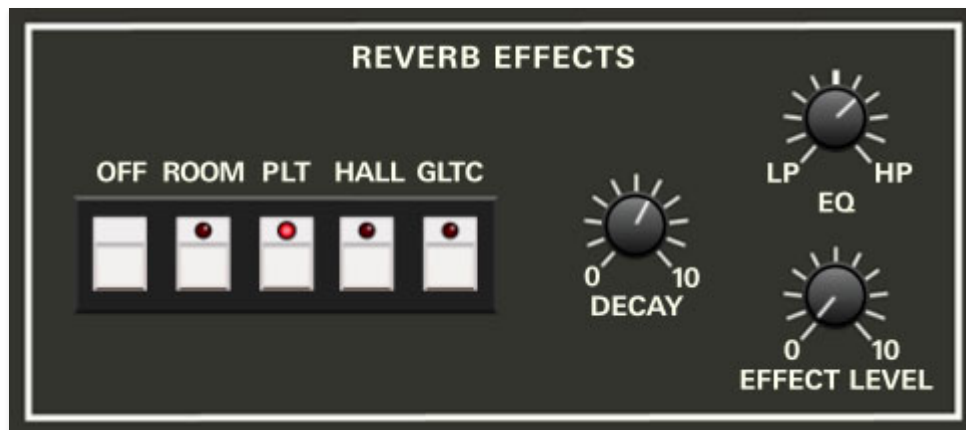 REVERB EFFECTS
OFF ROOM PLT HALL GLTC
LP HP
EQ
0 10
DECAY
0 10
EFFECT LEVEL